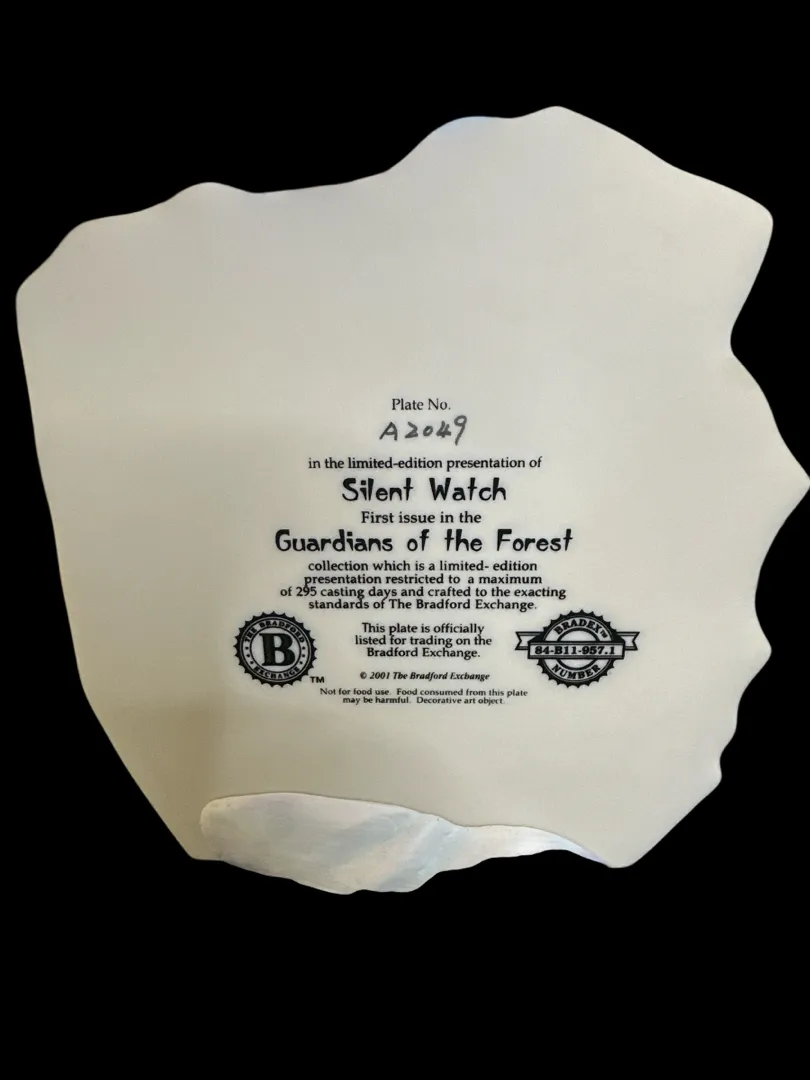 Plate No.
A2049
in the limited-edition presentation of
Silent Watch
First issue in the
Guardians of the Forest
collection which is a limited- edition
presentation restricted to a maximum
of 295 casting days and crafted to the exacting
standards of The Bradford Exchange.
THE BRADFORD
B
EXCHANGE
TM
This plate is officially
listed for trading on the
Bradford Exchange.
BRADEX™
84-B11-957.1
NUMBER
© 2001 The Bradford Exchange
Not for food use. Food consumed from this plate
may be harmful. Decorative art object.